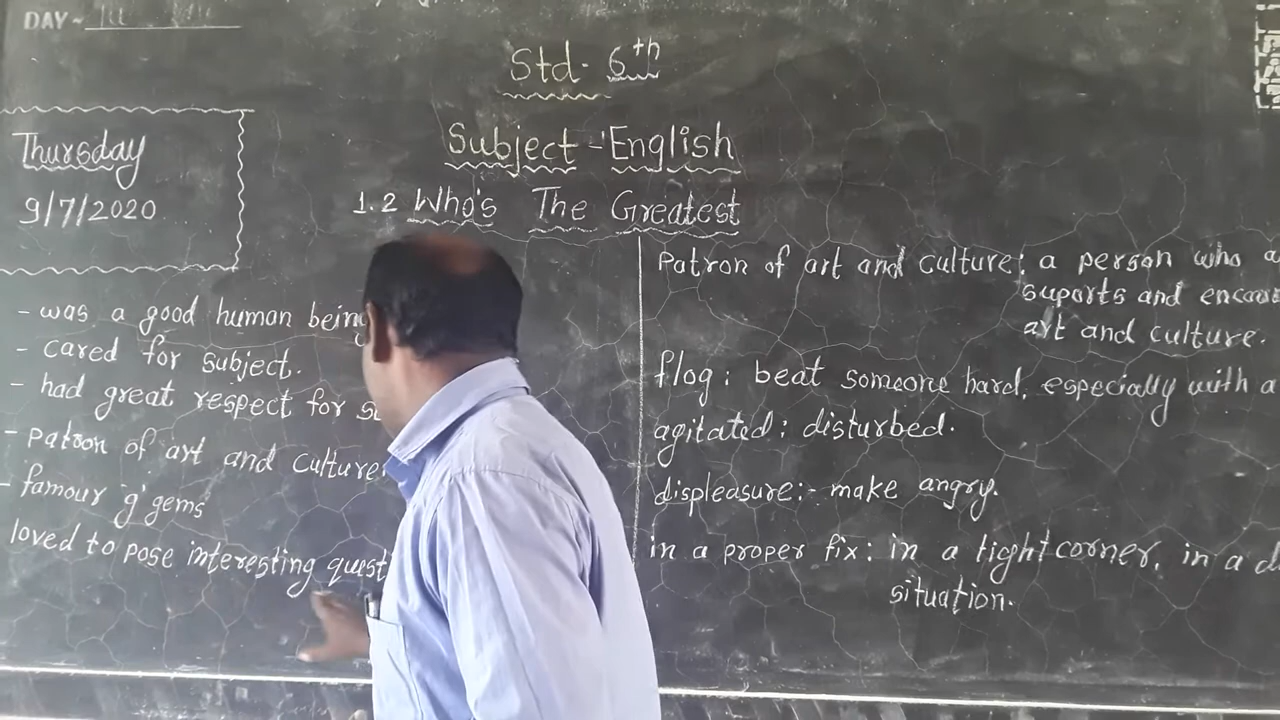 DAY-
Std- 6th
Subject - English
1.2 Who's The Greatest
Thursday
9/7/2020
- was a good human being
- cared for subject.
- had great respect for
- patron of art and culture
- famour "g" gems
loved to pose interesting quest
Patron of art and culture: a person who
suports and encour
art and culture.
flog: beat someone hard, especially with a
agitated: disturbed.
displeasure:- make angry.
in a proper fix: in a tight corner, in a d
situation.